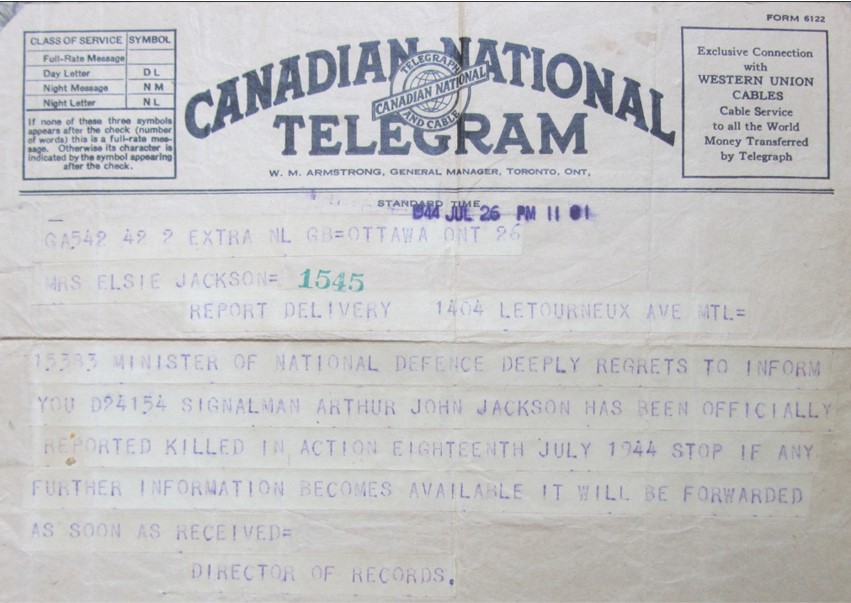 FORM 6122
CLASS OF SERVICE SYMBOL
Full-Rate Message
Day Letter D L
Night Message N M
Night Letter N L
If none of these three symbols
appears after the check (number
of words) this is a full-rate mes-
sage. Otherwise its character is
indicated by the symbol appearing
after the check.
CANADIAN NATIONAL
TELEGRAM
TELEGRAPH
CANADIAN NATIONAL
AND CABLE
W. M. ARMSTRONG, GENERAL MANAGER, TORONTO, ONT,
Exclusive Connection
with
WESTERN UNION
CABLES
Cable Service
to all the World
Money Transferred
by Telegraph
STANDARD TIME
1944 JUL 26 PM 11 01
GA542 42 2 EXTRA NL GB=OTTAWA ONT 26
MRS ELSIE JACKSON= 1545
REPORT DELIVERY 1404 LETOURNEUX AVE MTL=
15383 MINISTER OF NATIONAL DEFENCE DEEPLY REGRETS TO INFORM
YOU D94154 SIGNALMAN ARTHUR JOHN JACKSON HAS BEEN OFFICIALLY
REPORTED KILLED IN ACTION EIGHTEENTH JULY 1944 STOP IF ANY
FURTHER INFORMATION BECOMES AVAILABLE IT WILL BE FORWARDED
AS SOON AS RECEIVED=
DIRECTOR OF RECORDS.